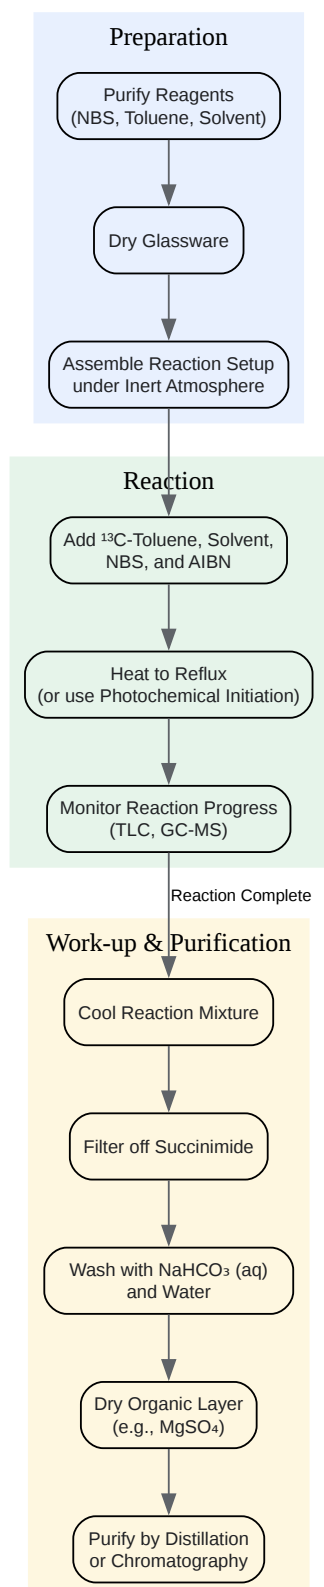 Preparation
Purify Reagents
(NBS, Toluene, Solvent)
Dry Glassware
Assemble Reaction Setup
under Inert Atmosphere
Reaction
Add ¹³C-Toluene, Solvent,
NBS, and AIBN
Heat to Reflux
(or use Photochemical Initiation)
Monitor Reaction Progress
(TLC, GC-MS)
Reaction Complete
Work-up & Purification
Cool Reaction Mixture
Filter off Succinimide
Wash with NaHCO₃ (aq)
and Water
Dry Organic Layer
(e.g., MgSO₄)
Purify by Distillation
or Chromatography